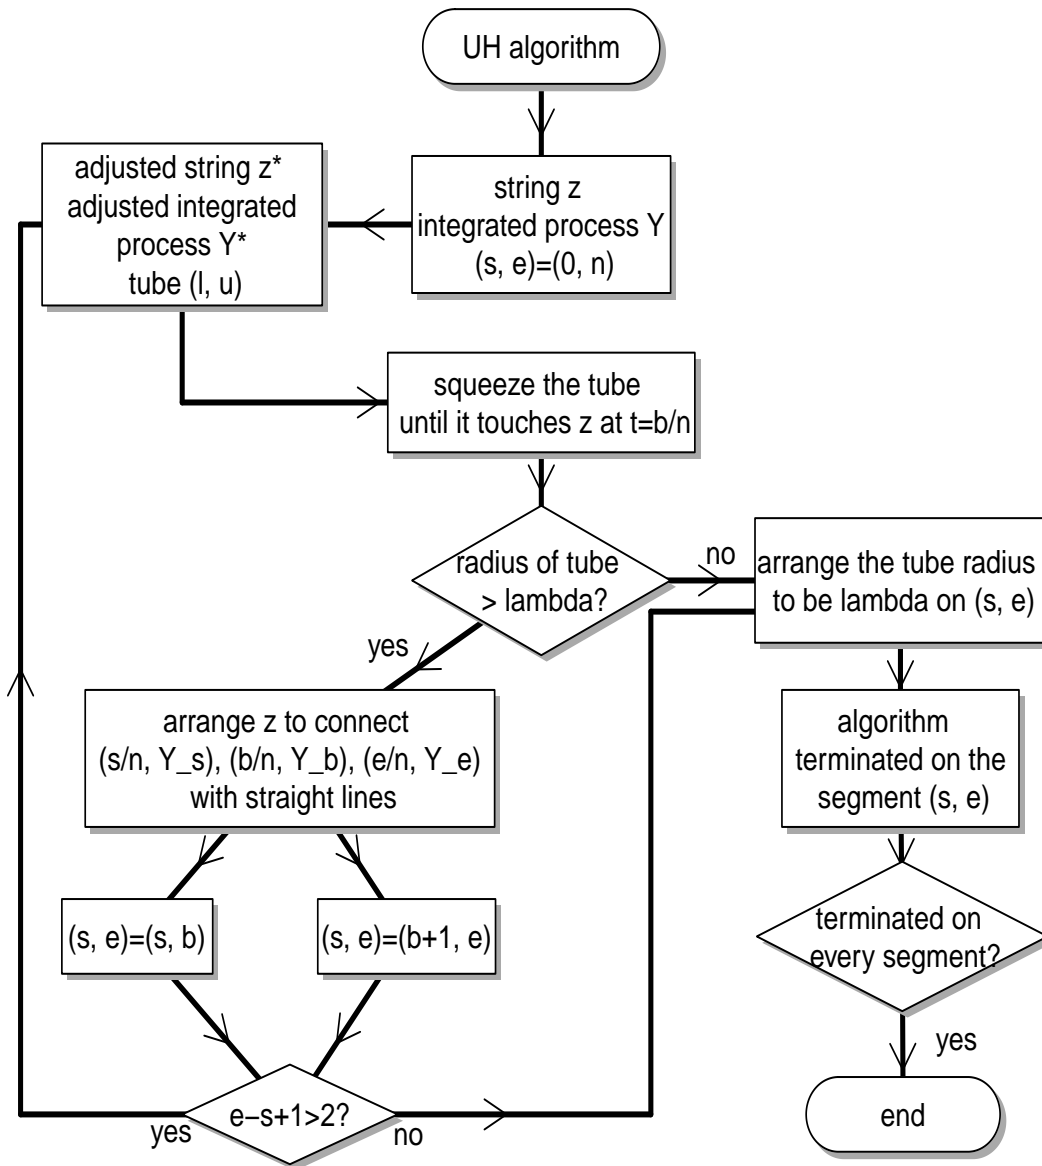 UH algorithm
string z
integrated process Y
(s, e)=(0, n)
adjusted string z*
adjusted integrated
process Y*
tube (l, u)
squeeze the tube
until it touches z at t=b/n
radius of tube
> lambda?
no
yes
arrange the tube radius
to be lambda on (s, e)
arrange z to connect
(s/n, Y_s), (b/n, Y_b), (e/n, Y_e)
with straight lines
algorithm
terminated on the
segment (s, e)
(s, e)=(s, b)
(s, e)=(b+1, e)
terminated on
every segment?
yes
e−s+1>2?
yes
no
end